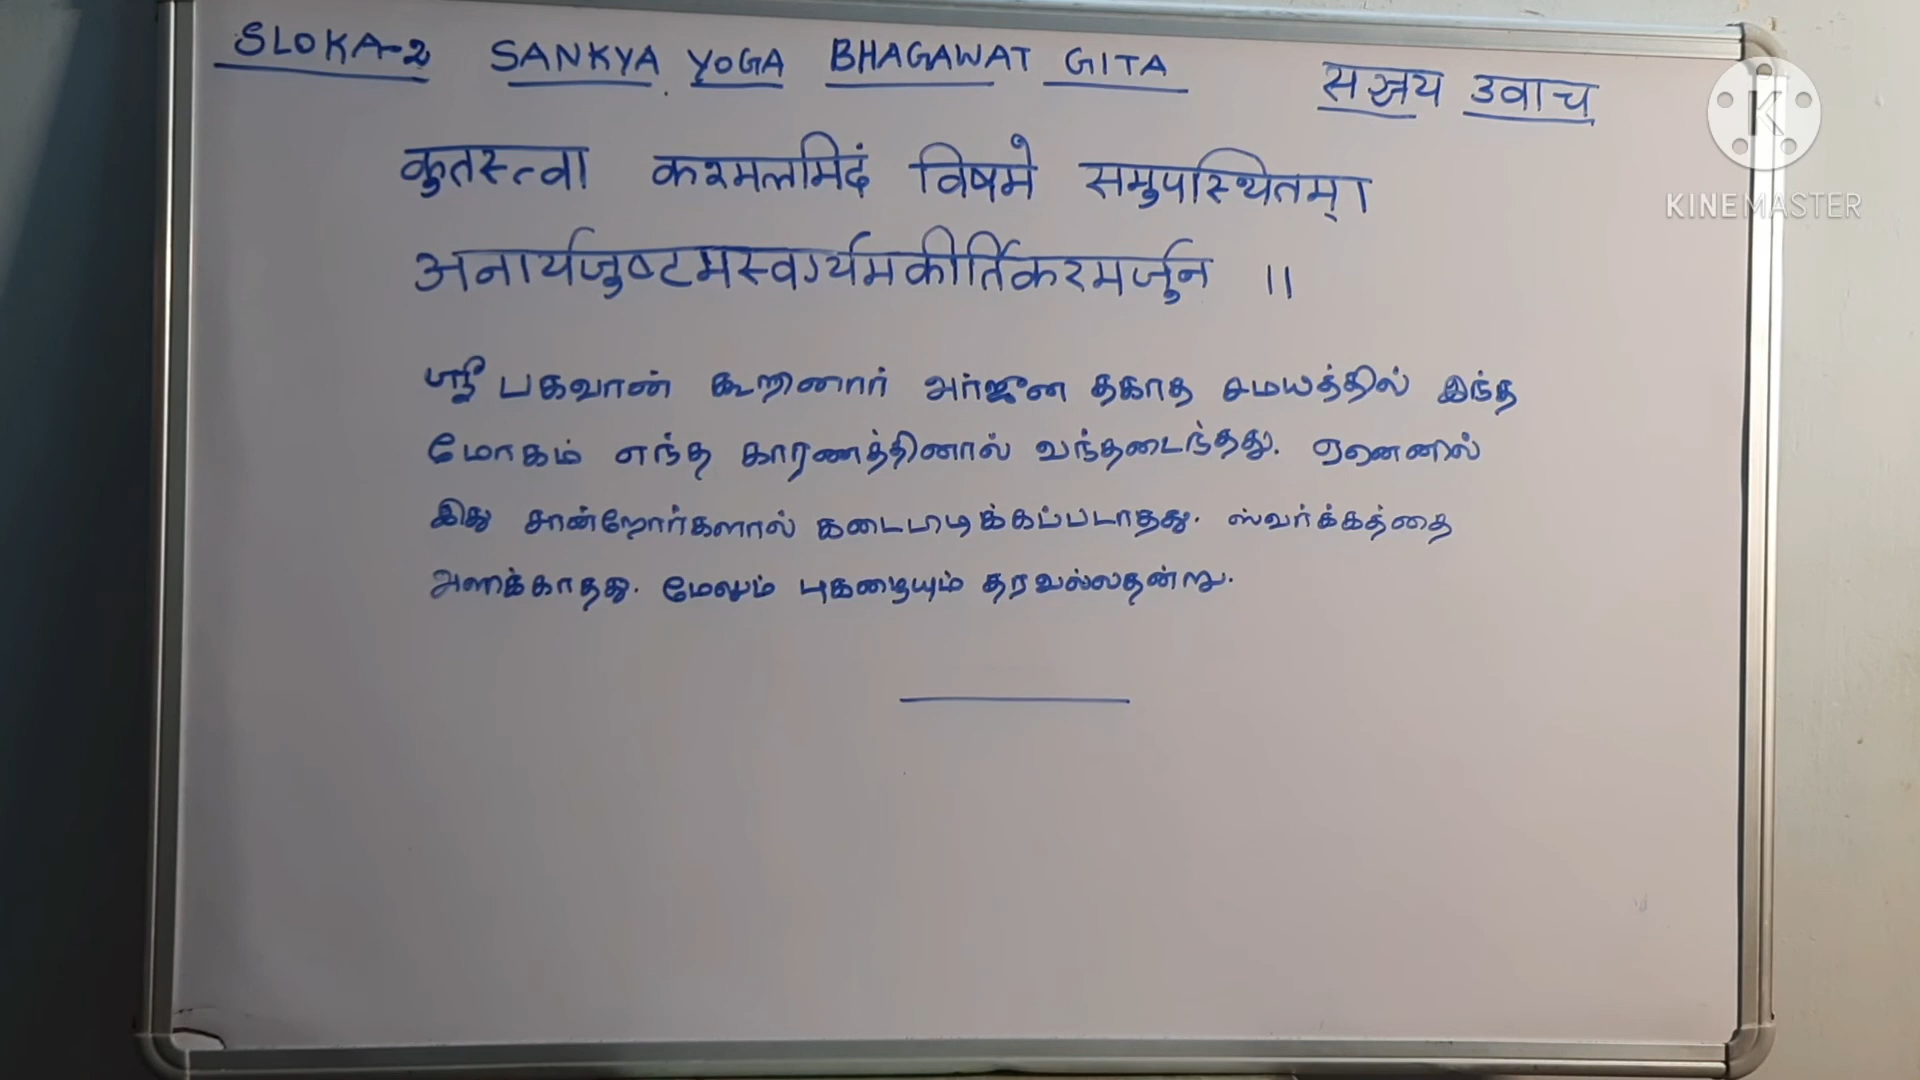 SLOKA-2 SANKYA YOGA BHAGAWAT GITA सञ्जय उवाच
कुतस्त्वा कश्मलमिदं विषमे समुपस्थितम्।
अनार्यजुष्टमस्वर्ग्यमकीर्तिकरमर्जुन ॥
ஸ்ரீ பகவான் கூறினார் அர்ஜுன தகாத சமயத்தில் இந்த
மோகம் எந்த காரணத்தினால் வந்தடைந்தது. ஏனெனில்
இது சான்றோர்களால் கடைபிடிக்கப்படாதது. ஸ்வர்க்கத்தை
அளிக்காதது. மேலும் புகழையும் தரவல்லதன்று.
K
KINEMASTER